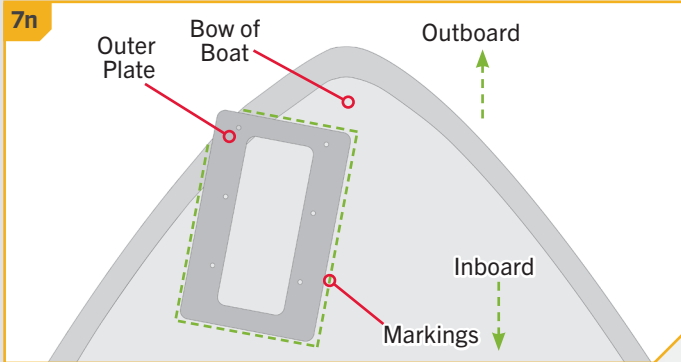 7n
Outer
Plate
Bow of
Boat
Outboard
Inboard
Markings